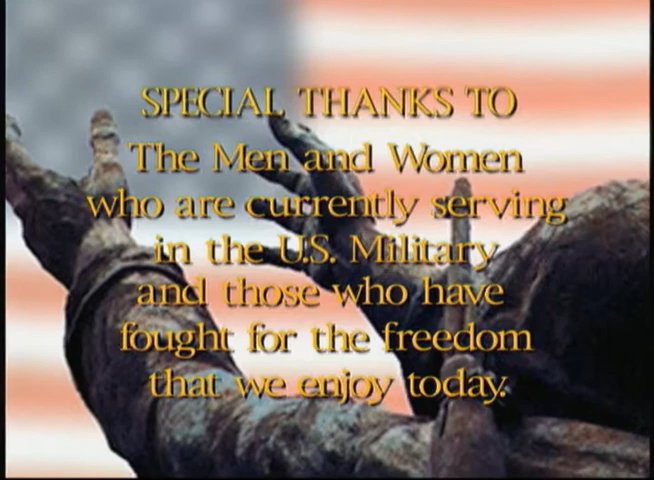 SPECIAL THANKS TO
The Men and Women
who are currently serving
in the U.S. Military
and those who have
fought for the freedom
that we enjoy today.